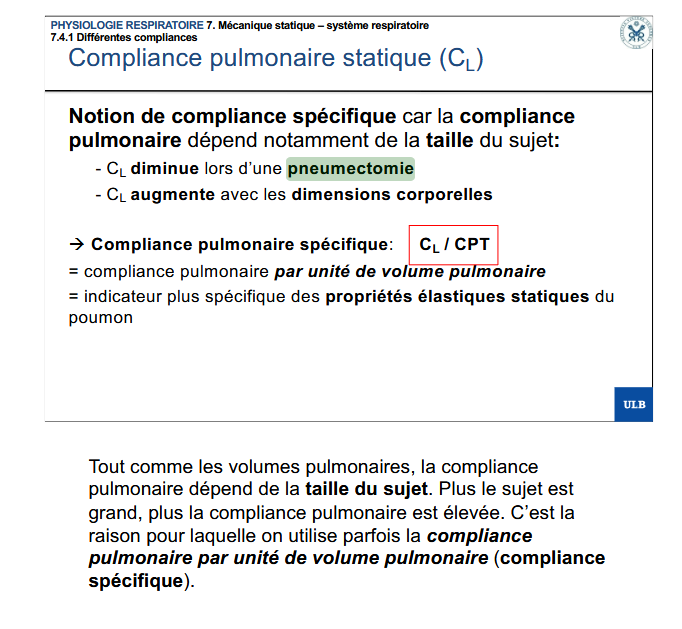 PHYSIOLOGIE RESPIRATOIRE 7. Mécanique statique – système respiratoire
7.4.1 Différentes compliances
Compliance pulmonaire statique (CL)
Notion de compliance spécifique car la compliance
pulmonaire dépend notamment de la taille du sujet:
- CL diminue lors d’une pneumectomie
- CL augmente avec les dimensions corporelles
→ Compliance pulmonaire spécifique: CL / CPT
= compliance pulmonaire par unité de volume pulmonaire
= indicateur plus spécifique des propriétés élastiques statiques du
poumon
ULB
Tout comme les volumes pulmonaires, la compliance
pulmonaire dépend de la taille du sujet. Plus le sujet est
grand, plus la compliance pulmonaire est élevée. C’est la
raison pour laquelle on utilise parfois la compliance
pulmonaire par unité de volume pulmonaire (compliance
spécifique).